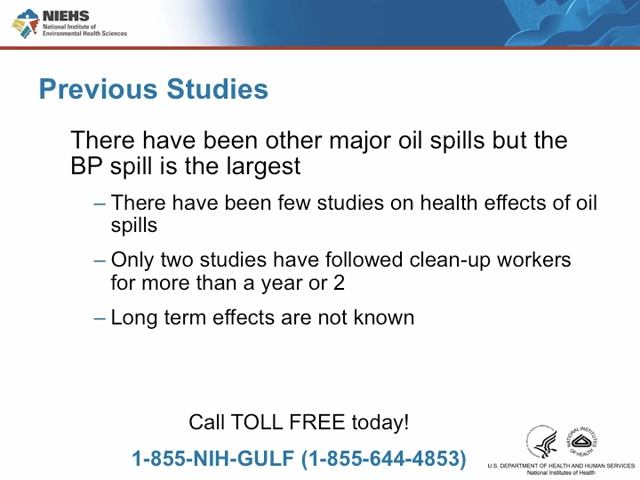 NIEHS
National Institute of
Environmental Health Sciences
Previous Studies
There have been other major oil spills but the
BP spill is the largest
– There have been few studies on health effects of oil
spills
– Only two studies have followed clean-up workers
for more than a year or 2
– Long term effects are not known
Call TOLL FREE today!
1-855-NIH-GULF (1-855-644-4853)
U.S. DEPARTMENT OF HEALTH AND HUMAN SERVICES
National Institutes of Health